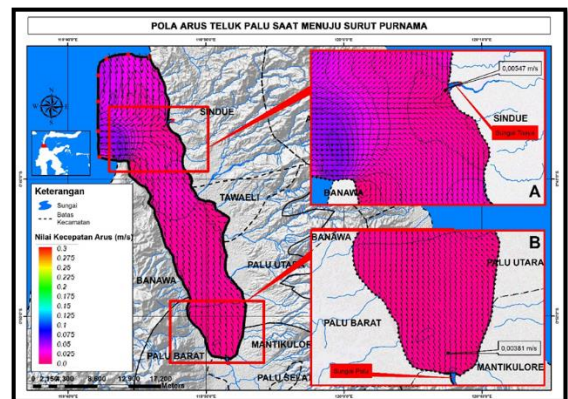 POLA ARUS TELUK PALU SAAT MENUJU SURUT PURNAMA
N
W
E
S
SINDUE
TAWAELI
PALU UTARA
BANAWA
PALU BARAT
MANTIKULORE
Keterangan
Sungai
Batas
Kecamatan
Nilai Kecepatan Arus (m/s)
0.3
0.275
0.25
0.225
0.2
0.175
0.15
0.125
0.1
0.075
0.05
0.025
0.0
Meters
0,00547 m/s
SINDUE
BANAWA
A
BANAWA
B
PALU UTARA
PALU BARAT
0,00381 m/s
Sungai Palu
MANTIKULORE